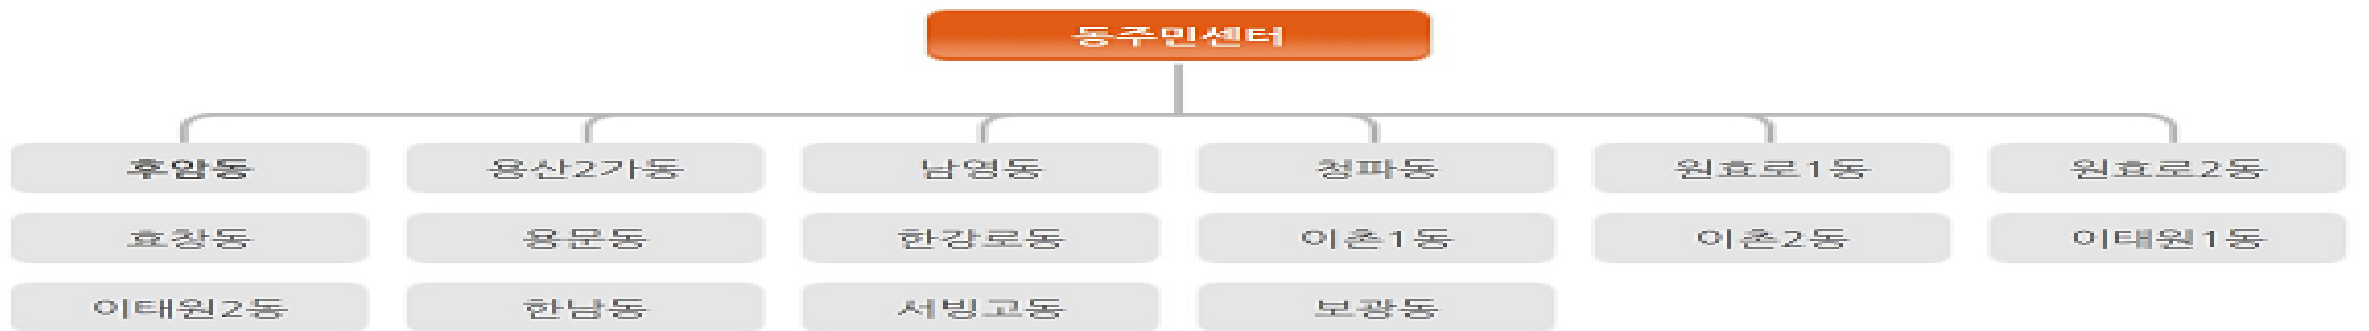 동주민센터
후암동 용산2가동 남영동 청파동 원효로1동 원효로2동
효창동 용문동 한강로동 이촌1동 이촌2동 이태원1동
이태원2동 한남동 서빙고동 보광동